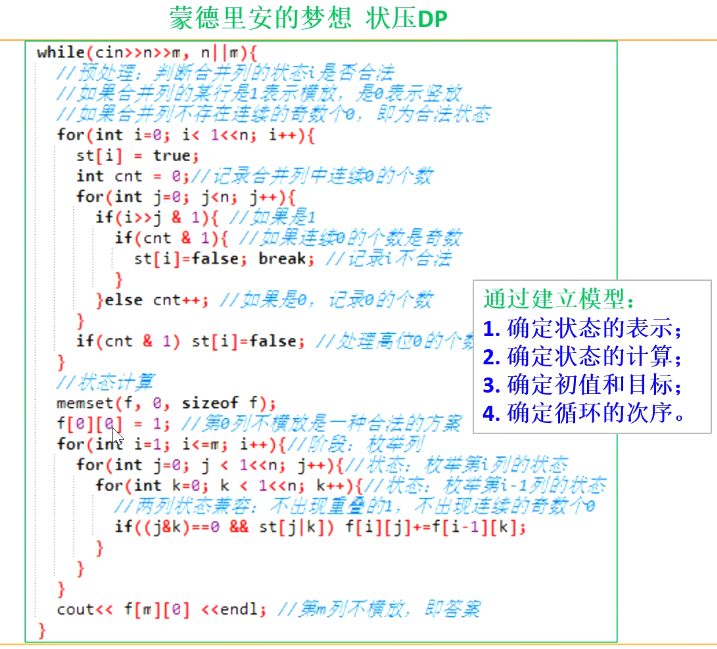 蒙德里安的梦想 状压DP
while(cin>>n>>m, n||m){
//预处理：判断合并列的状态i是否合法
//如果合并列的某行是1表示横放，是0表示竖放
//如果合并列不存在连续的奇数个0，即为合法状态
for(int i=0; i< 1<<n; i++){
st[i] = true;
int cnt = 0;//记录合并列中连续0的个数
for(int j=0; j<n; j++){
if(i>>j & 1){ //如果是1
if(cnt & 1){ //如果连续0的个数是奇数
st[i]=false; break; //记录i不合法
}
}else cnt++; //如果是0，记录0的个数
}
if(cnt & 1) st[i]=false; //处理高位0的个数
}
//状态计算
memset(f, 0, sizeof f);
f[0][0] = 1; //第0列不横放是一种合法的方案
for(int i=1; i<=m; i++){//阶段：枚举列
for(int j=0; j < 1<<n; j++){//状态：枚举第i列的状态
for(int k=0; k < 1<<n; k++){//状态：枚举第i-1列的状态
//两列状态兼容：不出现重叠的1，不出现连续的奇数个0
if((j&k)==0 && st[j|k]) f[i][j]+=f[i-1][k];
}
}
}
cout<< f[m][0] <<endl; //第m列不横放，即答案
}
通过建立模型：
1. 确定状态的表示；
2. 确定状态的计算；
3. 确定初值和目标；
4. 确定循环的次序。